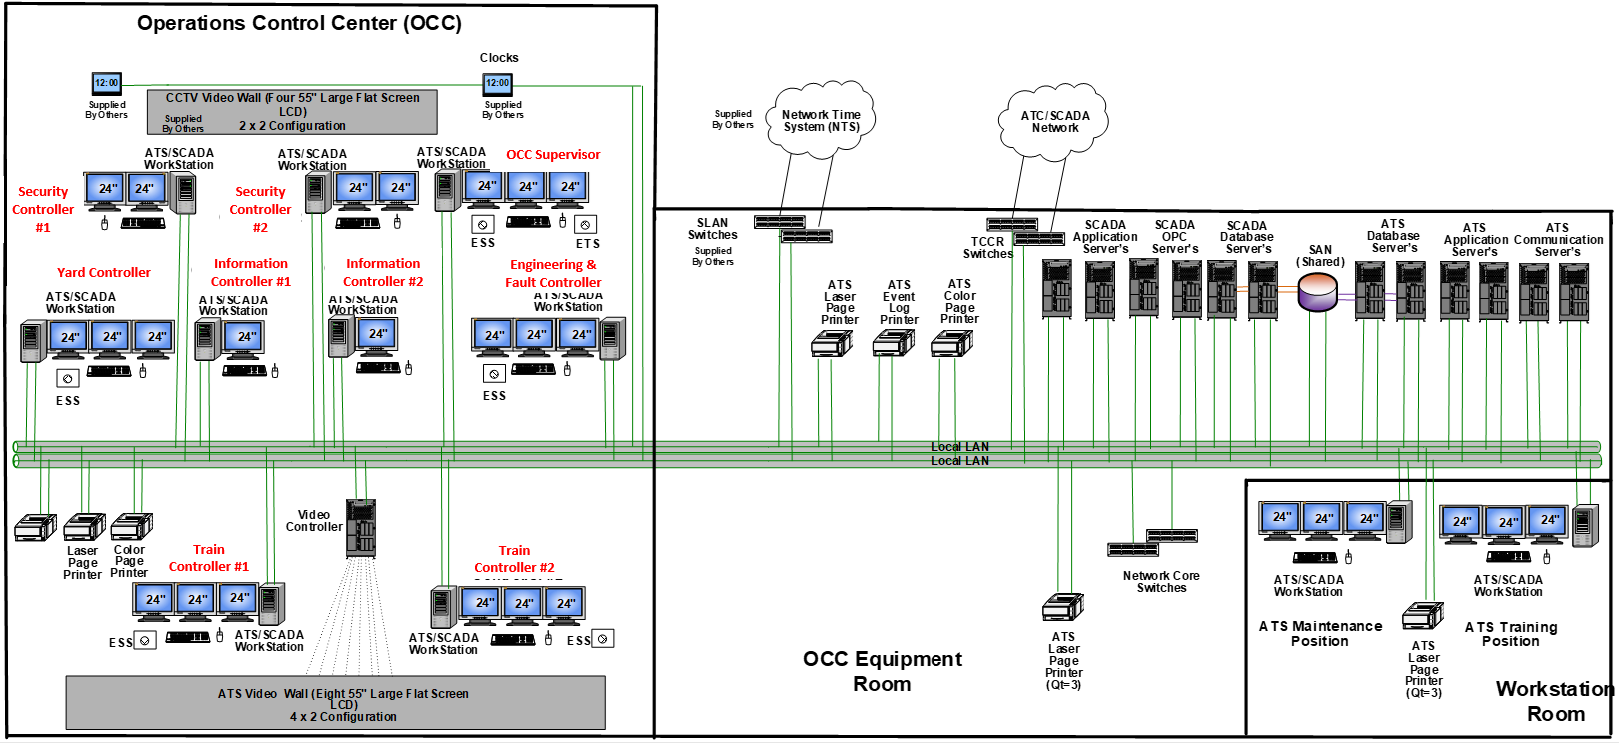 Operations Control Center (OCC)
Clocks
12:00
12:00
Supplied
By Others
Supplied
By Others
CCTV Video Wall (Four 55" Large Flat Screen
LCD)
2 x 2 Configuration
Supplied
By Others
ATS/SCADA
WorkStation
ATS/SCADA
WorkStation
ATS/SCADA
WorkStation
OCC Supervisor
Security
Controller
#1
24"
24"
Security
Controller
#2
24"
24"
24"
24"
24"
ESS
ETS
Yard Controller
ATS/SCADA
WorkStation
24"
24"
24"
ESS
Information
Controller #1
ATS/SCADA
WorkStation
24"
Information
Controller #2
ATS/SCADA
WorkStation
24"
Engineering &
Fault Controller
ATS/SCADA
WorkStation
24"
24"
24"
ESS
Supplied
By Others
Network Time
System (NTS)
ATC/SCADA
Network
SLAN
Switches
Supplied
By Others
TCCR
Switches
SCADA
Application
Server's
SCADA
OPC
Server's
SCADA
Database
Server's
SAN
(Shared)
ATS
Database
Server's
ATS
Application
Server's
ATS
Communication
Server's
ATS
Laser
Page
Printer
ATS
Event
Log
Printer
ATS
Color
Page
Printer
Local LAN
Local LAN
Laser
Page
Printer
Color
Page
Printer
Video
Controller
Train
Controller #1
24"
24"
24"
ESS
ATS/SCADA
WorkStation
Train
Controller #2
24"
24"
24"
ATS/SCADA
WorkStation
ESS
ATS Video Wall (Eight 55" Large Flat Screen
LCD)
4 x 2 Configuration
Network Core
Switches
ATS
Laser
Page
Printer
(Qt=3)
OCC Equipment
Room
24"
24"
24"
ATS/SCADA
WorkStation
ATS Maintenance
Position
24"
24"
24"
ATS/SCADA
WorkStation
ATS Training
Position
ATS
Laser
Page
Printer
(Qt=3)
Workstation
Room